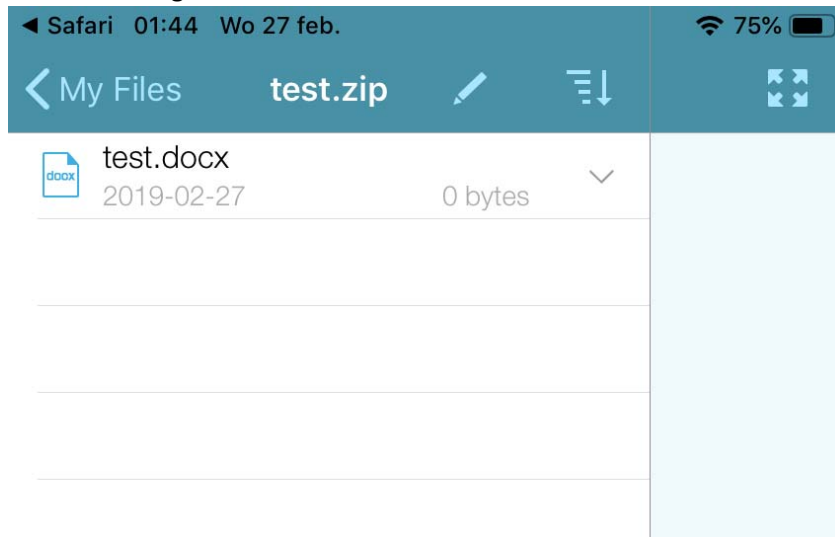 ◀ Safari 01:44 Wo 27 feb. 75%
My Files test.zip
test.docx
docx
2019-02-27 0 bytes